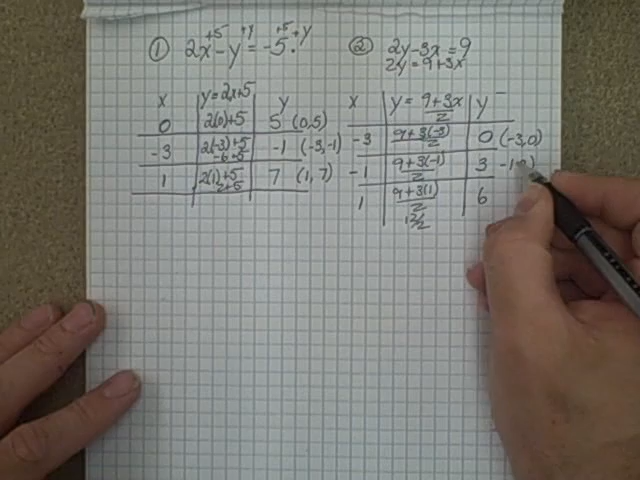 ① 2x - y = -5
+5 +y +5 +y
x y = 2x+5 y
0 2(0)+5 5 (0,5)
-3 2(-3)+5 -1 (-3,-1)
-6+5
1 2(1)+5 7 (1,7)
2+5
② 2y-3x=9
2y = 9+3x
x y = 9+3x/2 y
-3 9+3(-3)/2 0 (-3,0)
-1 9+3(-1)/2 3
1 9+3(1)/2 6
12/2